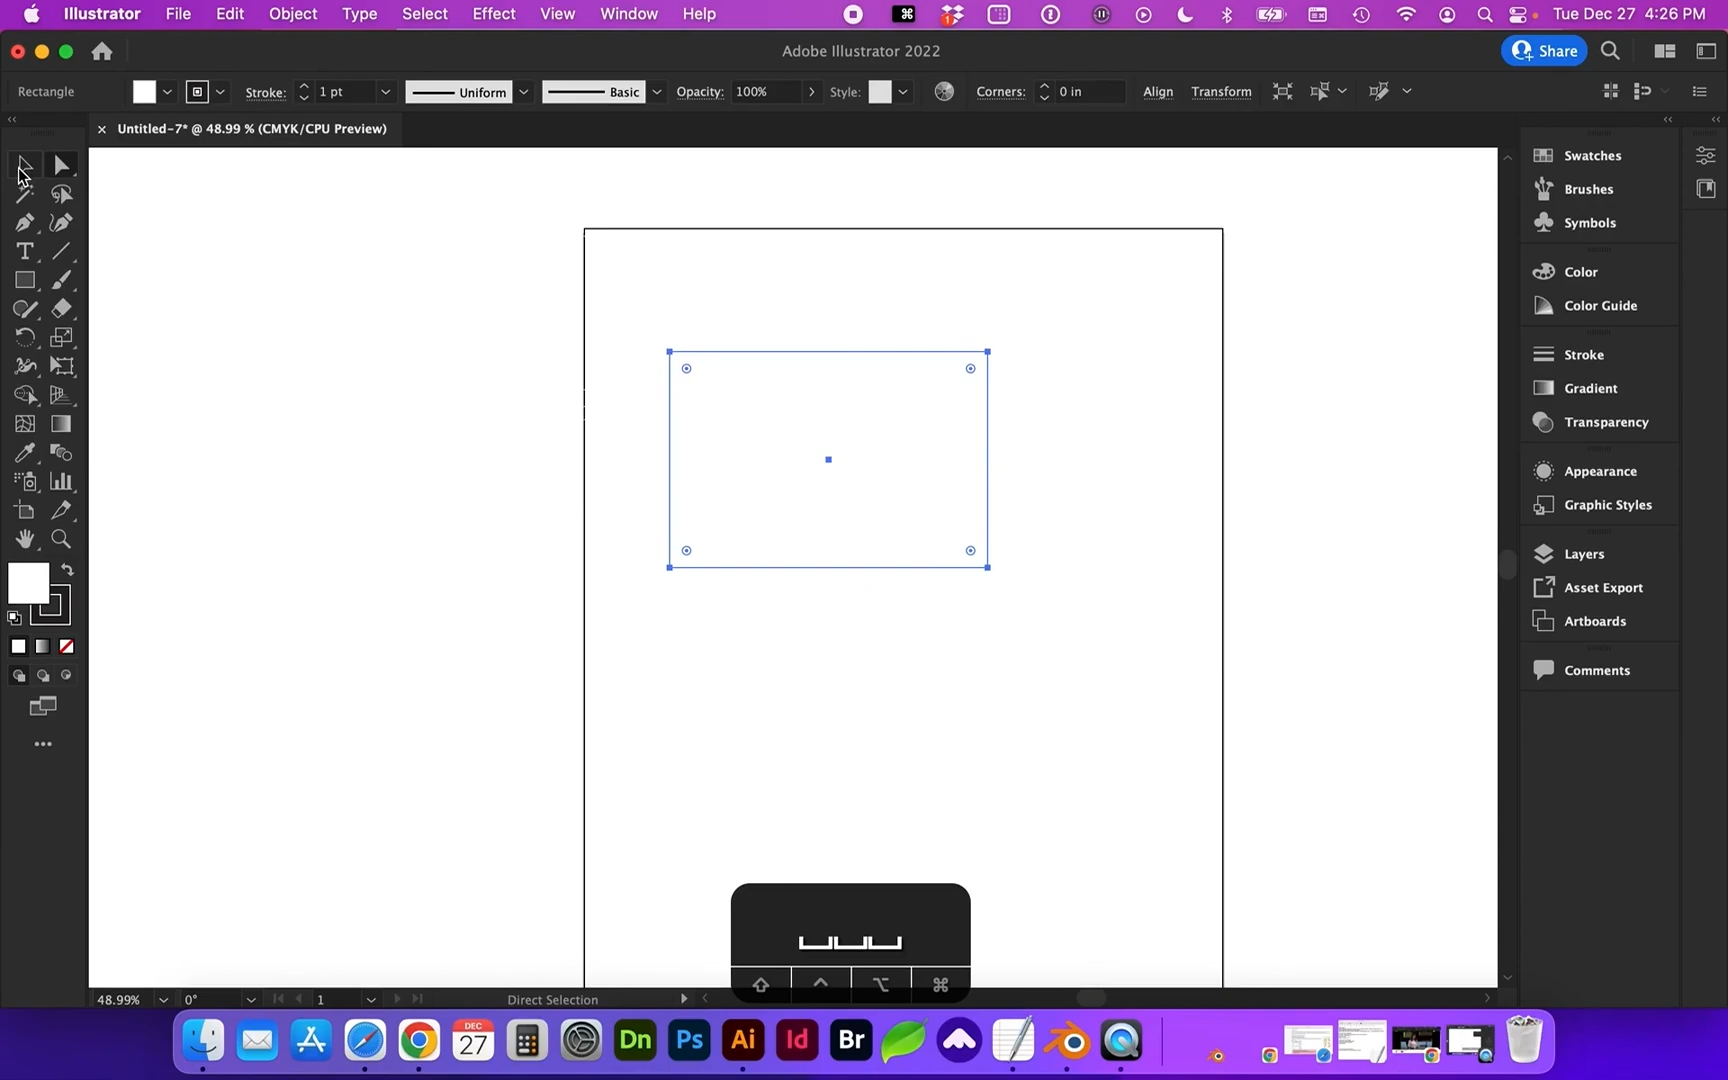 Illustrator File Edit Object Type Select Effect View Window Help Tue Dec 27 4:26 PM
Adobe Illustrator 2022
Share
Rectangle Stroke: 1 pt Uniform Basic Opacity: 100% Style: Corners: 0 in Align Transform
Untitled-7* @ 48.99 % (CMYK/CPU Preview)
Swatches
Brushes
Symbols
Color
Color Guide
Stroke
Gradient
Transparency
Appearance
Graphic Styles
Layers
Asset Export
Artboards
Comments
48.99% 0° 1 Direct Selection
DEC
27
Dn Ps Ai Id Br